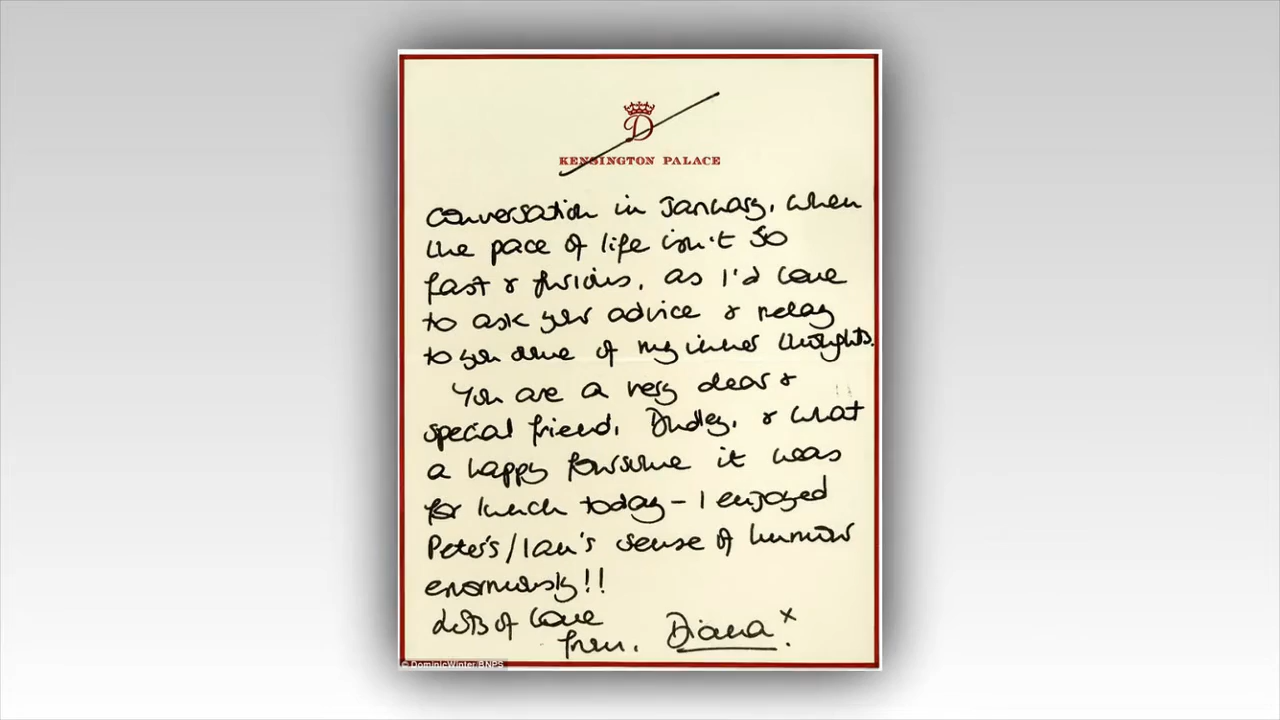 D
KENSINGTON PALACE
conversation in January, when
the pace of life isn't so
fast & furious, as I'd love
to ask your advice & relay
to you some of my inner thoughts.
You are a very dear &
special friend, Dudley, & what
a happy foursome it was
for lunch today – I enjoyed
Peter's/Ian's sense of humour
enormously!!
Lots of love
from, Diana x.
© DominicWinter/BNPS